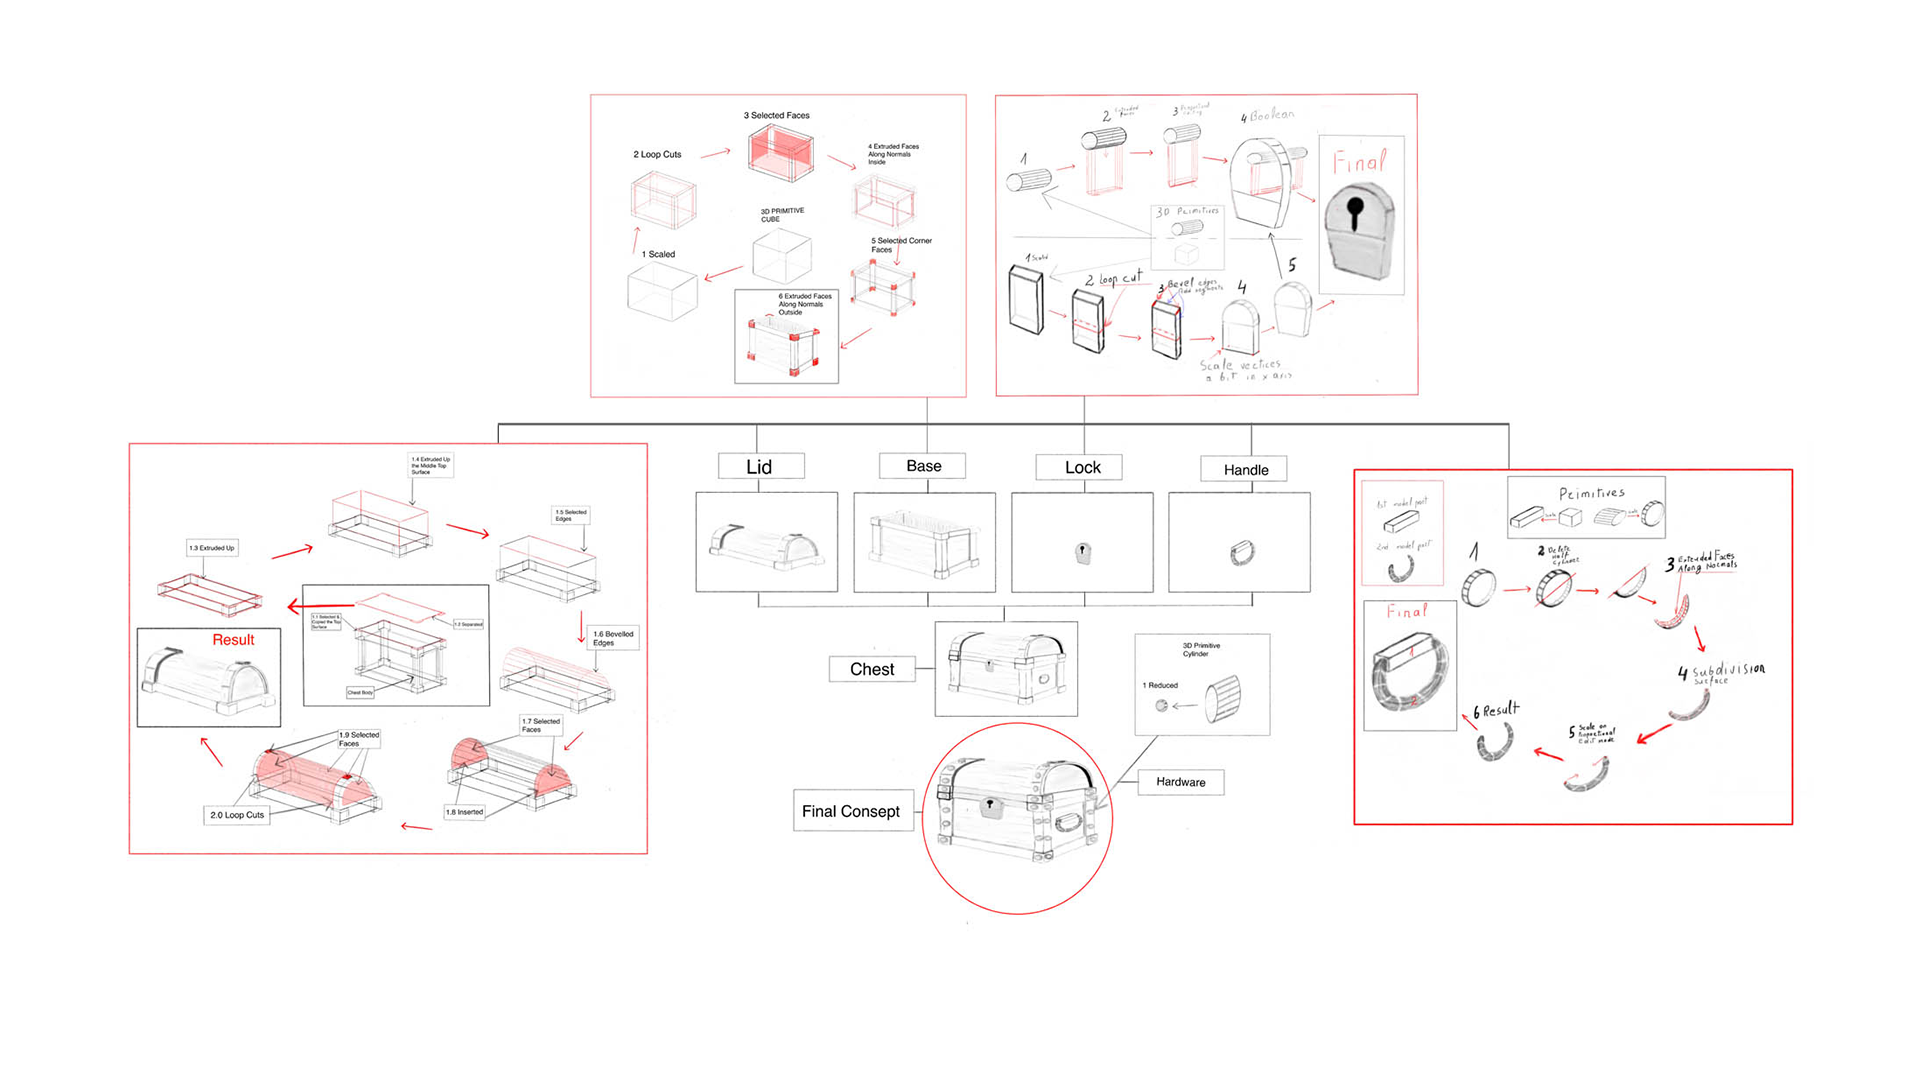 3 Selected Faces
2 Loop Cuts
4 Extruded Faces
Along Normals
Inside
3D PRIMITIVE
CUBE
1 Scaled
5 Selected Corner
Faces
6 Extruded Faces
Along Normals
Outside
1
2 Extruded
Faces
3
4 Boolean
Final
3D Primitives
1 Scaled
2 Loop cut
3 Bevel edges
Add segments
4
5
Scale vectices
a bit in x axis
Lid
Base
Lock
Handle
Chest
Final Consept
Hardware
3D Primitive
Cylinder
1 Reduced
1.4 Extruded Up
the Middle Top
Surface
1.5 Selected
Edges
1.3 Extruded Up
1.1 Selected &
Copied the Top
Surface
1.2 Separated
Chest Body
1.6 Bevelled
Edges
Result
1.7 Selected
Faces
1.9 Selected
Faces
1.8 Inserted
2.0 Loop Cuts
1st model part
2nd model part
Primitives
scale
scale
1
2 Delete
Half
Cylinder
3 Extruded Faces
Along Normals
Final
1
2
4 Subdivision
Surface
5 Scale on
Proportional
Edit mode
6 Result